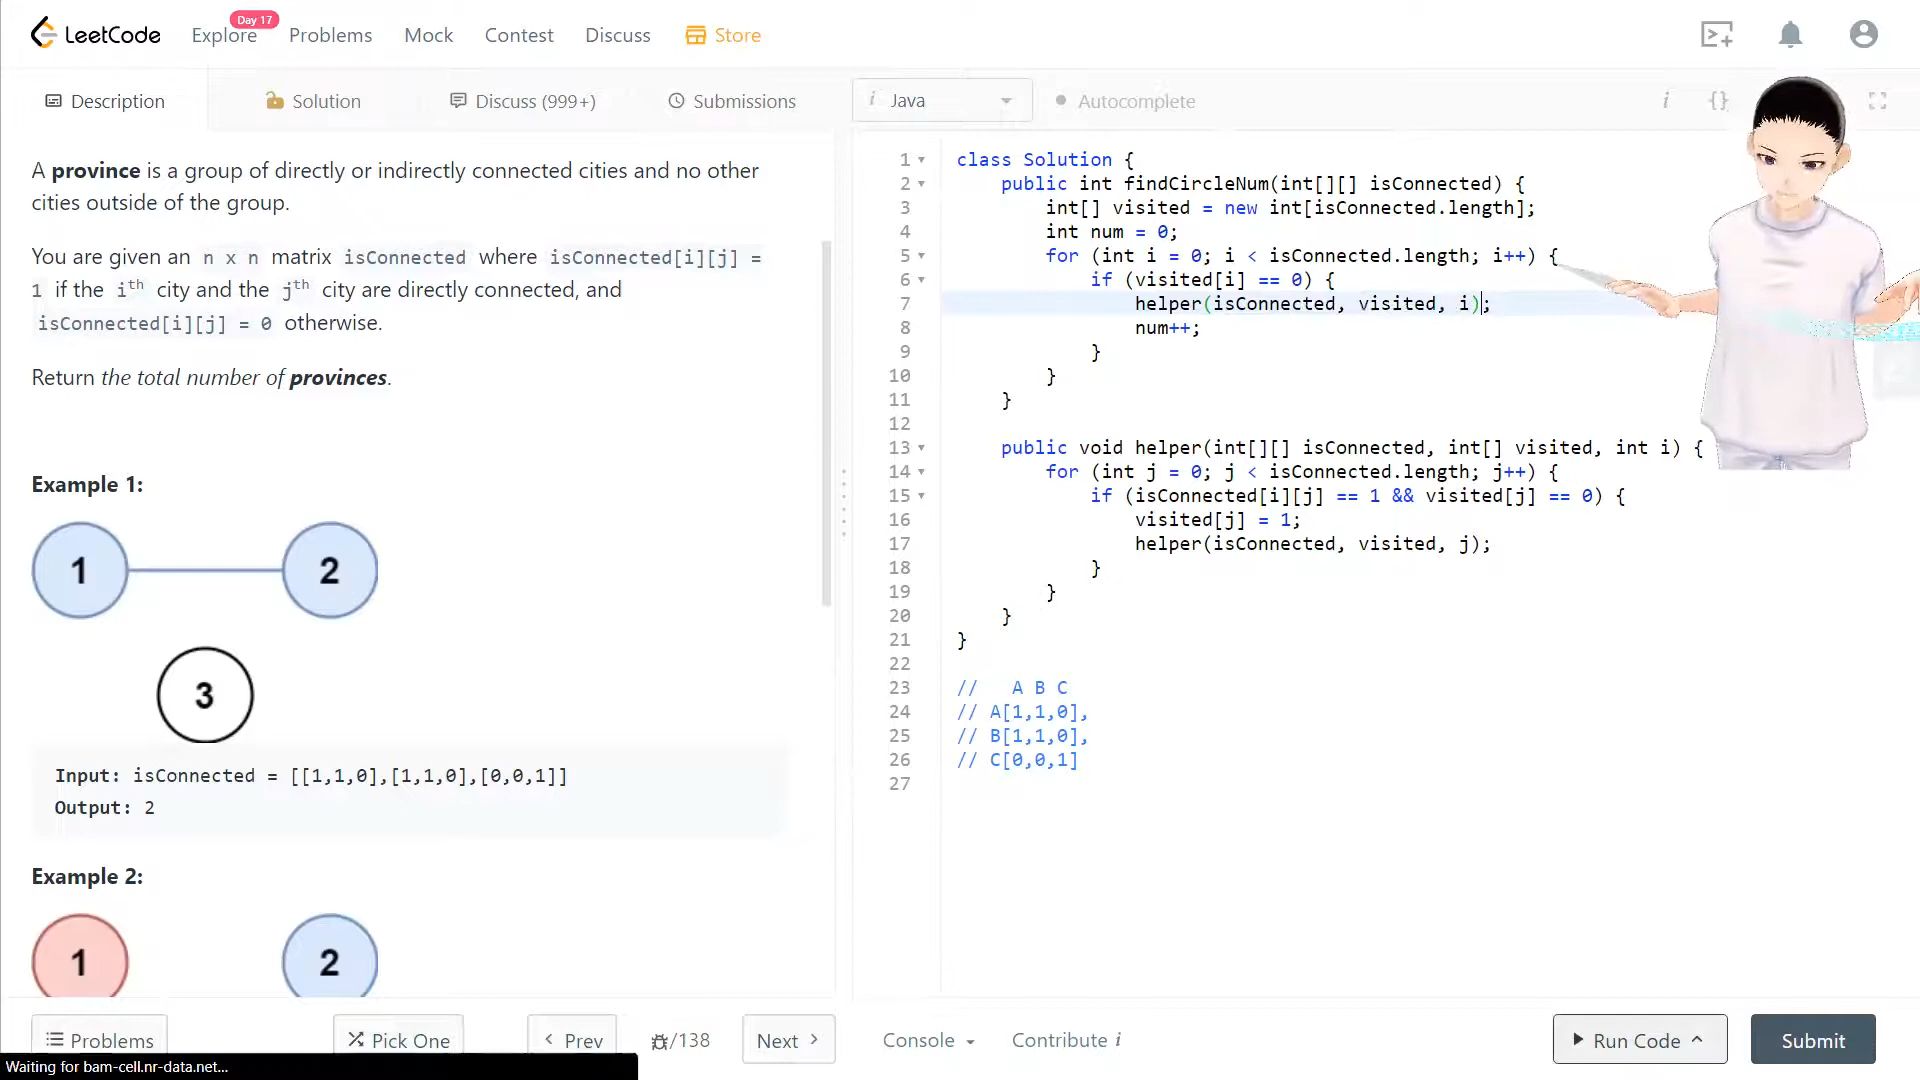 LeetCode
Explore
Day 17
Problems
Mock
Contest
Discuss
Store
Description
Solution
Discuss (999+)
Submissions
i Java
Autocomplete
i {}
A province is a group of directly or indirectly connected cities and no other
cities outside of the group.
You are given an n x n matrix isConnected where isConnected[i][j] =
1 if the ith city and the jth city are directly connected, and
isConnected[i][j] = 0 otherwise.
Return the total number of provinces.
Example 1:
1
2
3
Input: isConnected = [[1,1,0],[1,1,0],[0,0,1]]
Output: 2
Example 2:
1
2
1 class Solution {
2 public int findCircleNum(int[][] isConnected) {
3 int[] visited = new int[isConnected.length];
4 int num = 0;
5 for (int i = 0; i < isConnected.length; i++) {
6 if (visited[i] == 0) {
7 helper(isConnected, visited, i);
8 num++;
9 }
10 }
11 }
12
13 public void helper(int[][] isConnected, int[] visited, int i) {
14 for (int j = 0; j < isConnected.length; j++) {
15 if (isConnected[i][j] == 1 && visited[j] == 0) {
16 visited[j] = 1;
17 helper(isConnected, visited, j);
18 }
19 }
20 }
21 }
22
23 // A B C
24 // A[1,1,0],
25 // B[1,1,0],
26 // C[0,0,1]
27
Problems
Pick One
Prev
/138
Next
Console
Contribute i
Run Code
Submit
Waiting for bam-cell.nr-data.net...